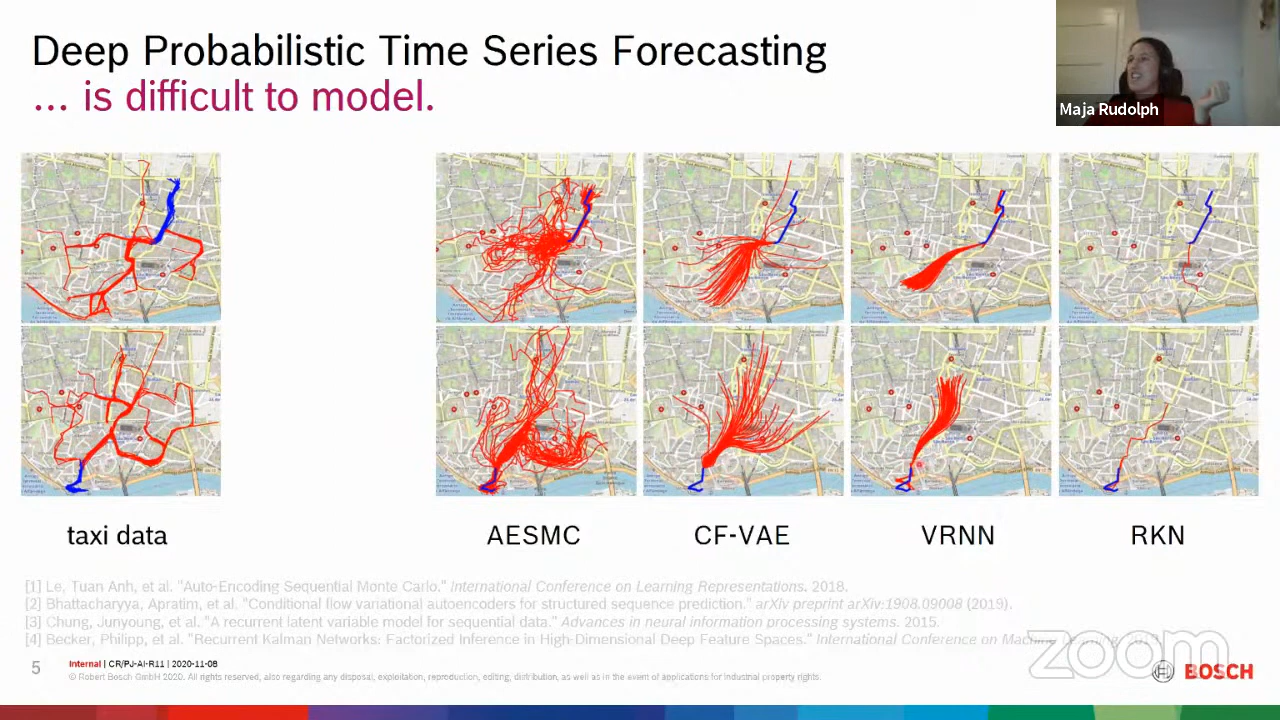 Deep Probabilistic Time Series Forecasting
... is difficult to model.
Maja Rudolph
taxi data
AESMC
CF-VAE
VRNN
RKN
[1] Le, Tuan Anh, et al. "Auto-Encoding Sequential Monte Carlo." International Conference on Learning Representations. 2018.
[2] Bhattacharyya, Apratim, et al. "Conditional flow variational autoencoders for structured sequence prediction." arXiv preprint arXiv:1908.09008 (2019).
[3] Chung, Junyoung, et al. "A recurrent latent variable model for sequential data." Advances in neural information processing systems. 2015.
[4] Becker, Philipp, et al. "Recurrent Kalman Networks: Factorized Inference in High-Dimensional Deep Feature Spaces." International Conference on Machine Learning. 2019.
zoom
5
Internal | CR/PJ-AI-R11 | 2020-11-08
© Robert Bosch GmbH 2020. All rights reserved, also regarding any disposal, exploitation, reproduction, editing, distribution, as well as in the event of applications for industrial property rights.
BOSCH